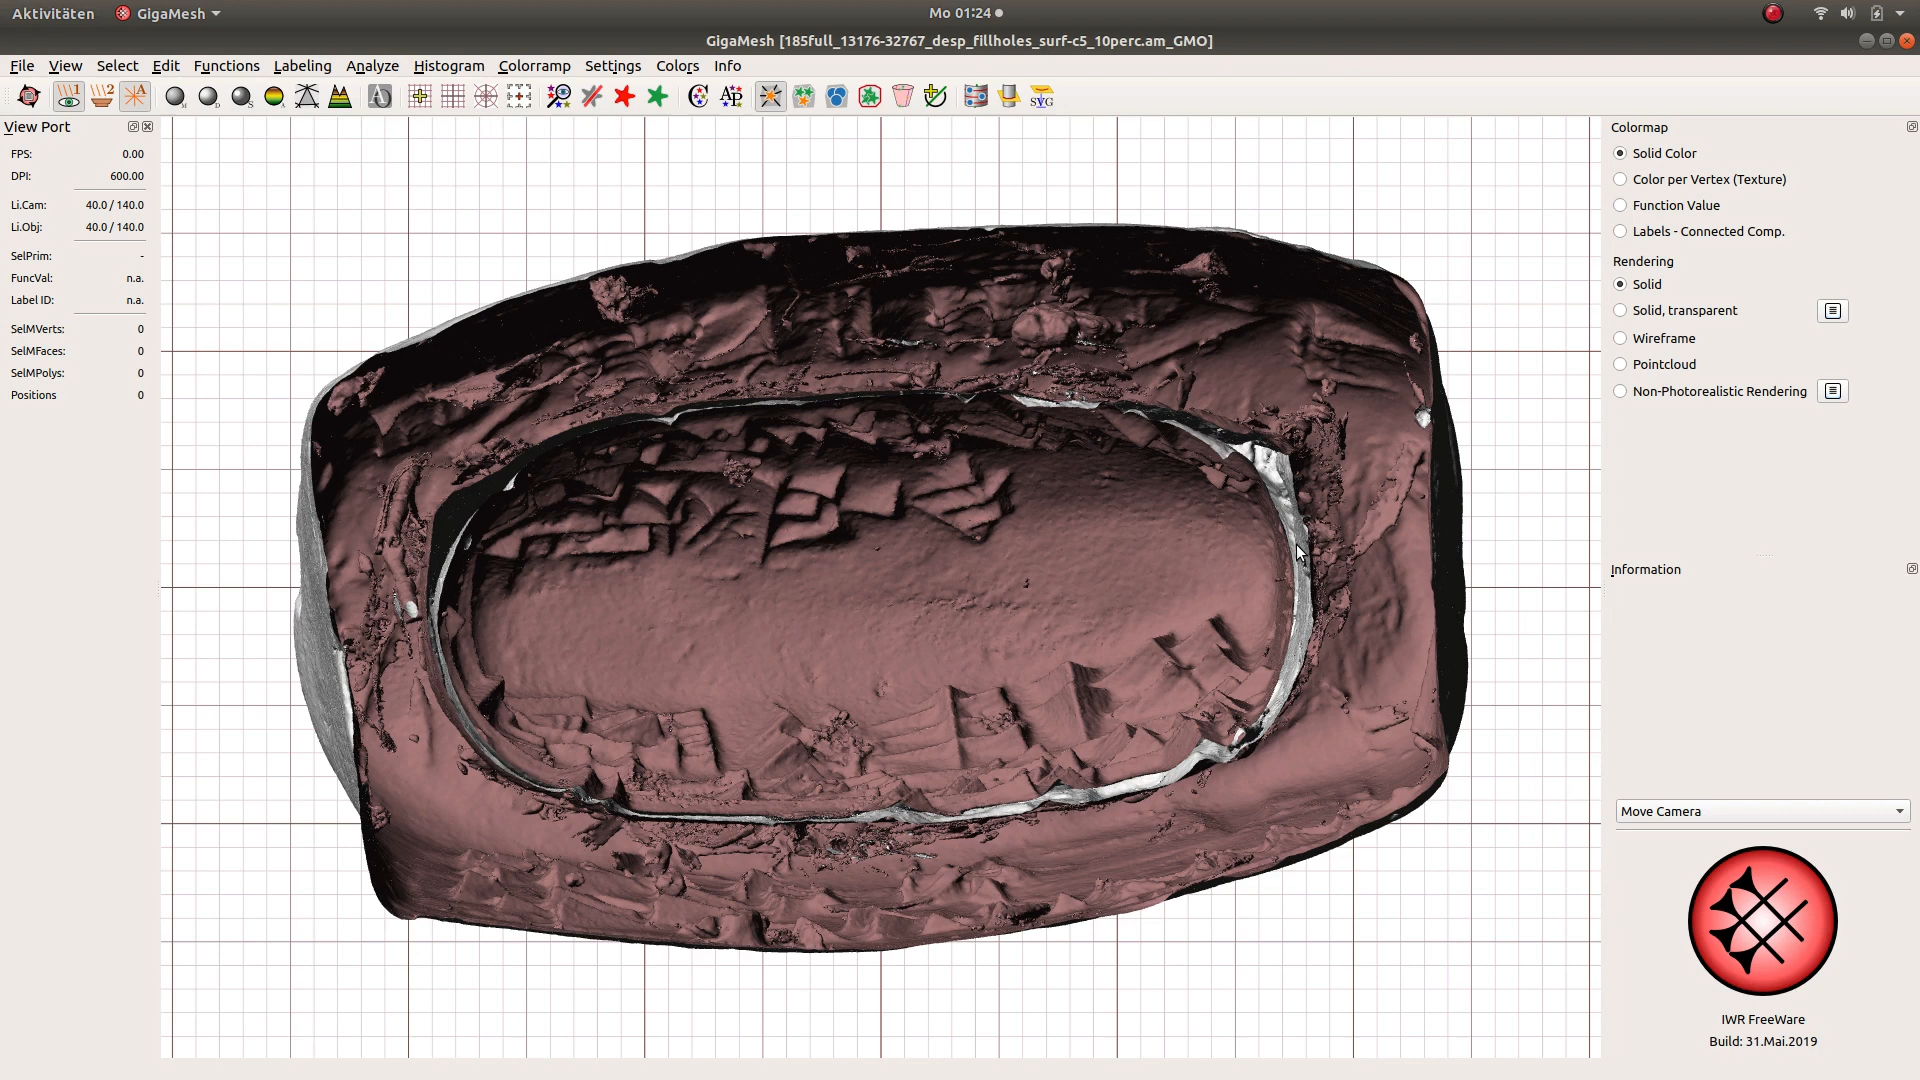 Aktivitäten GigaMesh Mo 01:24
GigaMesh [185full_13176-32767_desp_fillholes_surf-c5_10perc.am_GMO]
File View Select Edit Functions Labeling Analyze Histogram Colorramp Settings Colors Info
1 2 A M D S A A C AP SVG
View Port
FPS: 0.00
DPI: 600.00
Li.Cam: 40.0 / 140.0
Li.Obj: 40.0 / 140.0
SelPrim: -
FuncVal: n.a.
Label ID: n.a.
SelMVerts: 0
SelMFaces: 0
SelMPolys: 0
Positions 0
Colormap
Solid Color
Color per Vertex (Texture)
Function Value
Labels - Connected Comp.
Rendering
Solid
Solid, transparent
Wireframe
Pointcloud
Non-Photorealistic Rendering
Information
Move Camera
IWR FreeWare
Build: 31.Mai.2019